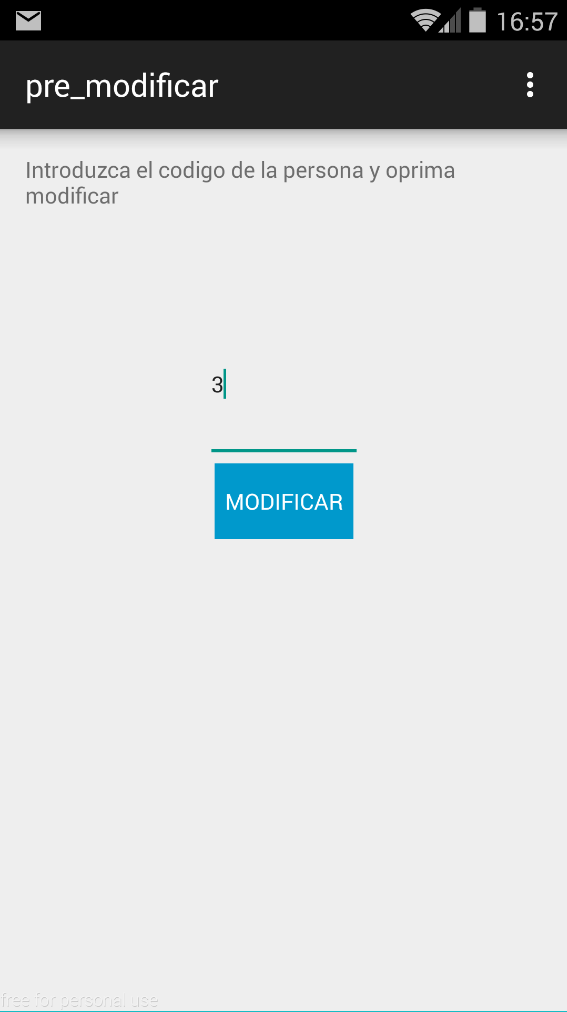 16:57
pre_modificar
Introduzca el codigo de la persona y oprima
modificar
3
MODIFICAR
free for personal use